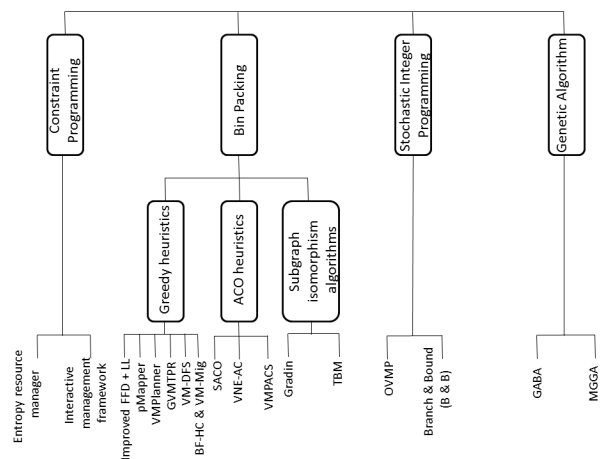 Constraint
Programming
Bin Packing
Stochastic Integer
Programming
Genetic Algorithm
Greedy heuristics
ACO heuristics
Subgraph
isomorphism
algorithms
Entropy resource
manager
Interactive
management
framework
Improved FFD + LL
pMapper
VMPlanner
GVMTPR
VM-DFS
BF-HC & VM-Mig
SACO
VNE-AC
VMPACS
Gradin
TBM
OVMP
Branch & Bound
(B & B)
GABA
MGGA